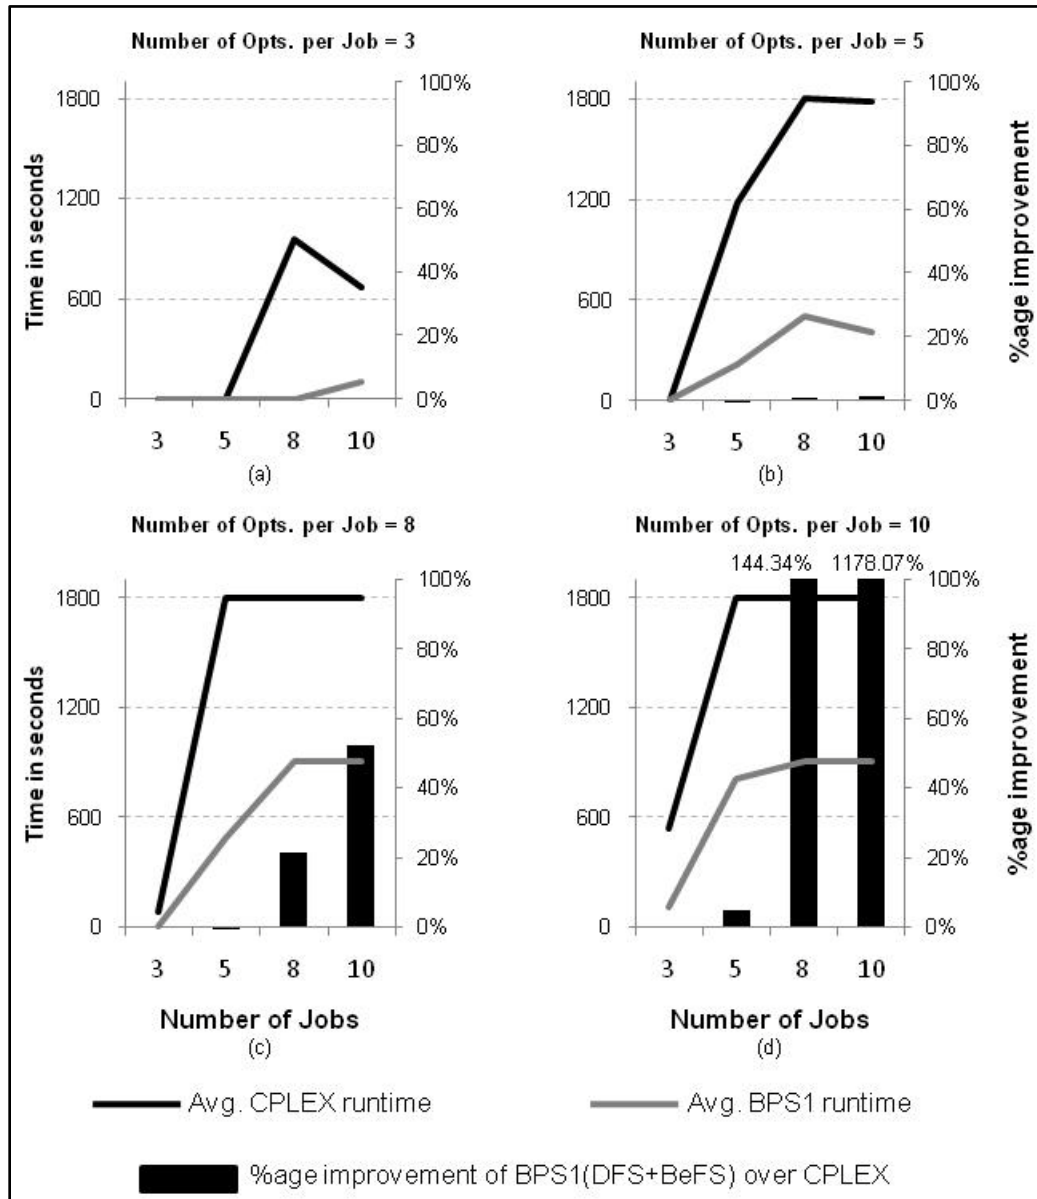 Number of Opts. per Job = 3
Time in seconds
1800
1200
600
0
100%
80%
60%
40%
20%
0%
3 5 8 10
(a)
Number of Opts. per Job = 5
1800
1200
600
0
100%
80%
60%
40%
20%
0%
%age improvement
3 5 8 10
(b)
Number of Opts. per Job = 8
Time in seconds
1800
1200
600
0
100%
80%
60%
40%
20%
0%
3 5 8 10
Number of Jobs
(c)
Number of Opts. per Job = 10
144.34% 1178.07%
1800
1200
600
0
100%
80%
60%
40%
20%
0%
%age improvement
3 5 8 10
Number of Jobs
(d)
Avg. CPLEX runtime
Avg. BPS1 runtime
%age improvement of BPS1(DFS+BeFS) over CPLEX